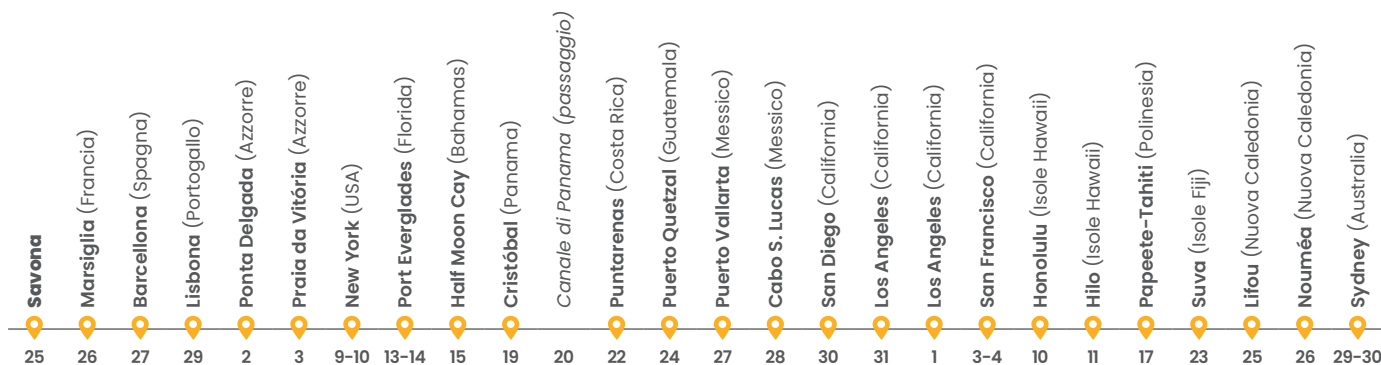 Savona
Marsiglia (Francia)
Barcellona (Spagna)
Lisbona (Portogallo)
Ponta Delgada (Azzorre)
Praia da Vitória (Azzorre)
New York (USA)
Port Everglades (Florida)
Half Moon Cay (Bahamas)
Cristóbal (Panama)
Canale di Panama (passaggio)
Puntarenas (Costa Rica)
Puerto Quetzal (Guatemala)
Puerto Vallarta (Messico)
Cabo S. Lucas (Messico)
San Diego (California)
Los Angeles (California)
Los Angeles (California)
San Francisco (California)
Honolulu (Isole Hawaii)
Hilo (Isole Hawaii)
Papeete-Tahiti (Polinesia)
Suva (Isole Fiji)
Lifou (Nuova Caledonia)
Nouméa (Nuova Caledonia)
Sydney (Australia)
25 26 27 29 2 3 9-10 13-14 15 19 20 22 24 27 28 30 31 1 3-4 10 11 17 23 25 26 29-30